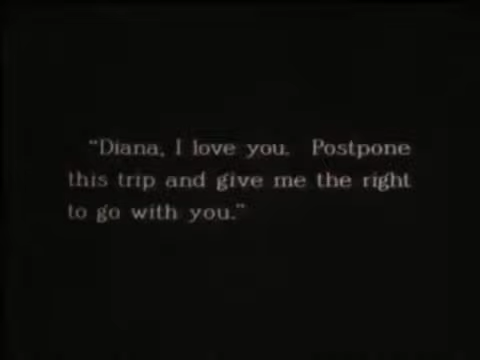 "Diana, I love you. Postpone
this trip and give me the right
to go with you."